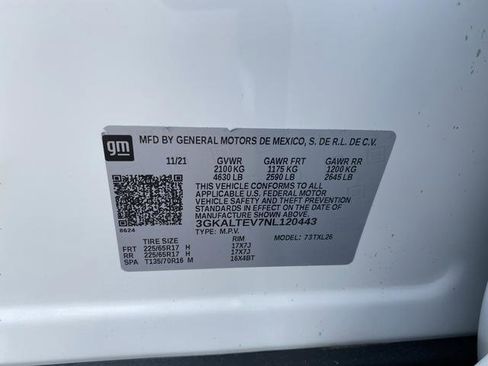 gm
MFD BY GENERAL MOTORS DE MEXICO, S. DE R.L. DE C.V.
11/21 GVWR GAWR FRT GAWR RR
2100 KG 1175 KG 1200 KG
4630 LB 2590 LB 2645 LB
THIS VEHICLE CONFORMS TO ALL
APPLICABLE U.S. FEDERAL MOTOR
VEHICLE SAFETY AND THEFT
PREVENTION STANDARDS IN EFFECT
ON THE DATE OF MANUFACTURE
SHOWN ABOVE.
3GKALTEV7NL120443
8624
TYPE: M.P.V. MODEL: 73TXL26
TIRE SIZE RIM
FRT 225/65R17 H 17X7J
RR 225/65R17 H 17X7J
SPA T135/70R16 M 16X4BT